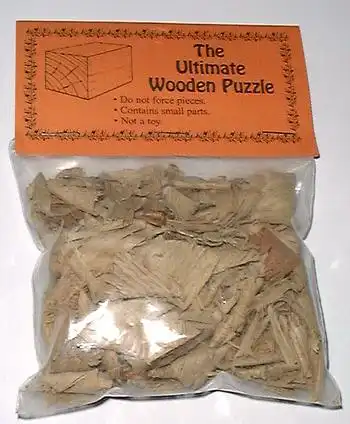 The
Ultimate
Wooden Puzzle
• Do not force pieces.
• Contains small parts.
• Not a toy